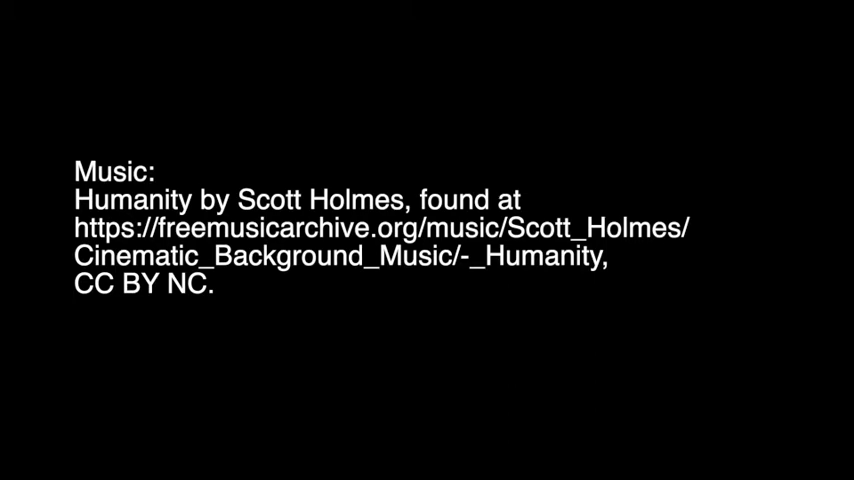 Music:
Humanity by Scott Holmes, found at
https://freemusicarchive.org/music/Scott_Holmes/
Cinematic_Background_Music/-_Humanity,
CC BY NC.